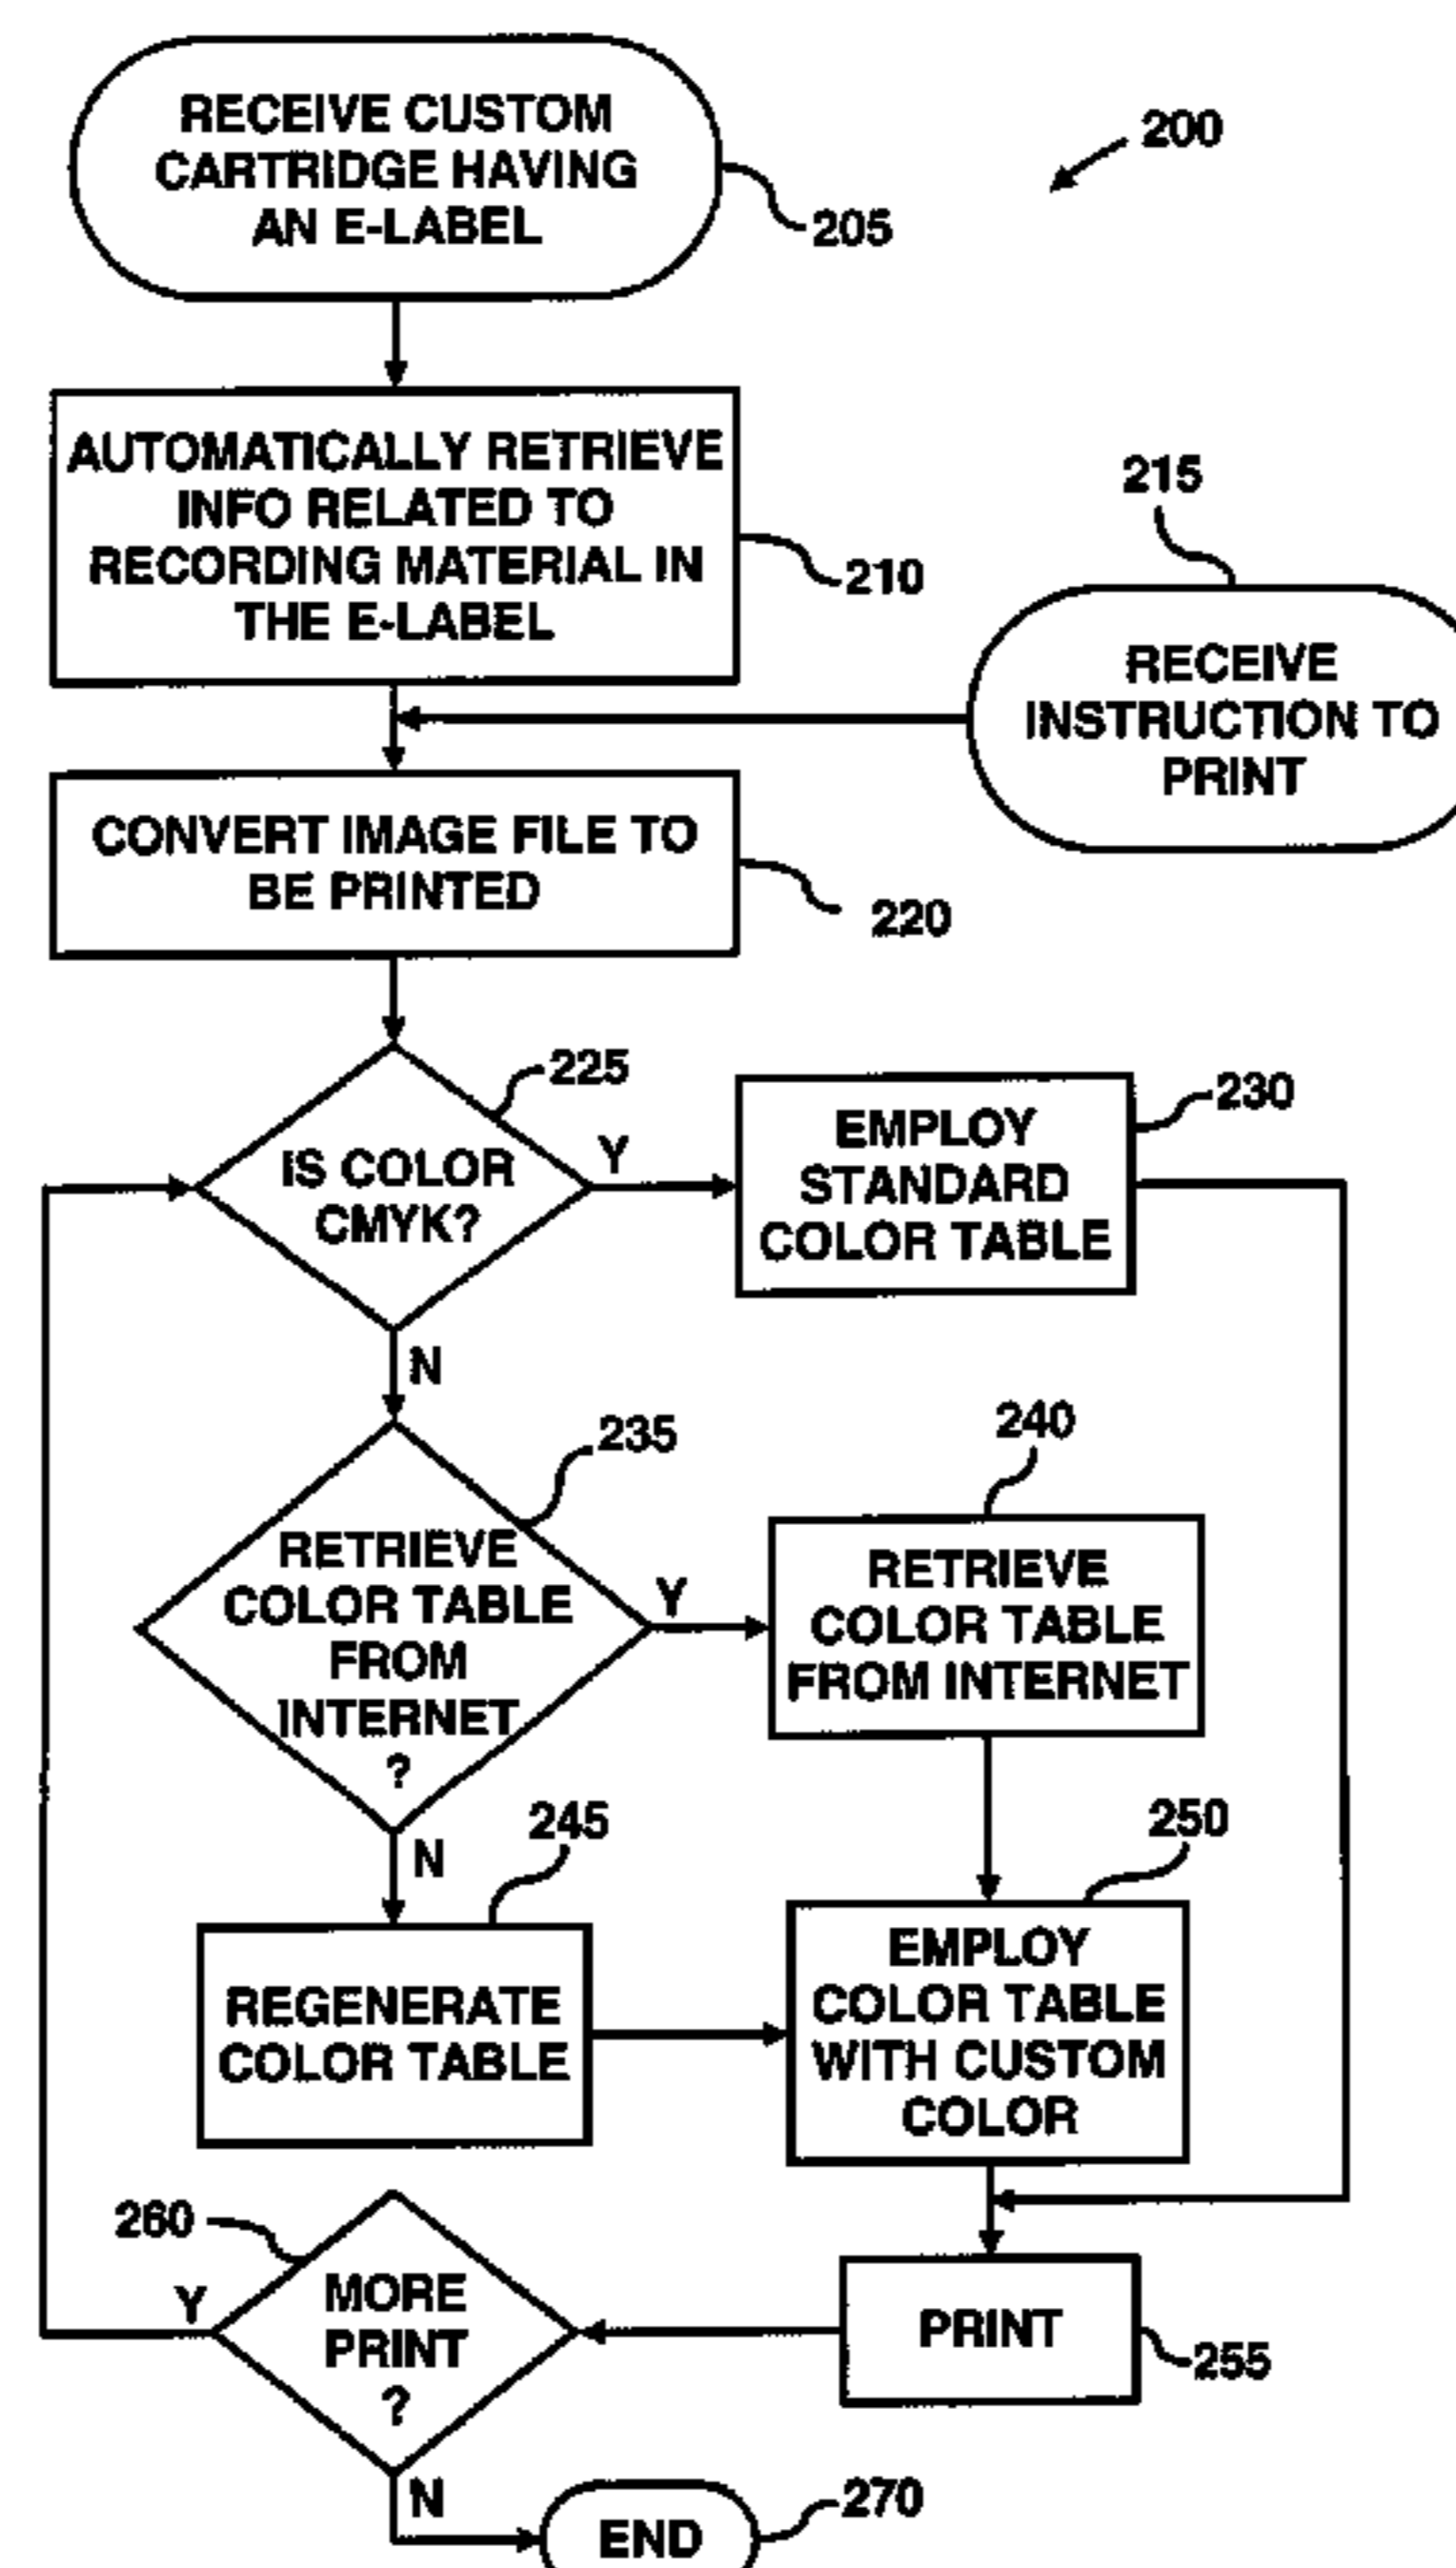 RECEIVE CUSTOM
CARTRIDGE HAVING
AN E-LABEL
200
205
AUTOMATICALLY RETRIEVE
INFO RELATED TO
RECORDING MATERIAL IN
THE E-LABEL
210
215
RECEIVE
INSTRUCTION TO
PRINT
CONVERT IMAGE FILE TO
BE PRINTED
220
225
IS COLOR
CMYK?
Y
EMPLOY
STANDARD
COLOR TABLE
230
N
235
RETRIEVE
COLOR TABLE
FROM
INTERNET
?
Y
240
RETRIEVE
COLOR TABLE
FROM INTERNET
N
245
REGENERATE
COLOR TABLE
250
EMPLOY
COLOR TABLE
WITH CUSTOM
COLOR
260
Y
MORE
PRINT
?
PRINT
255
N
END
270